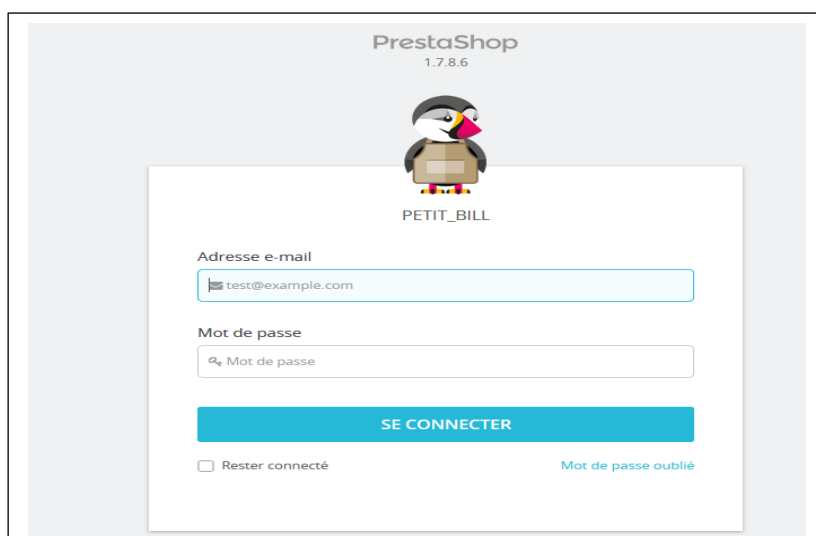 PrestaShop
1.7.8.6
PETIT_BILL
Adresse e-mail
test@example.com
Mot de passe
Mot de passe
SE CONNECTER
Rester connecté
Mot de passe oublié